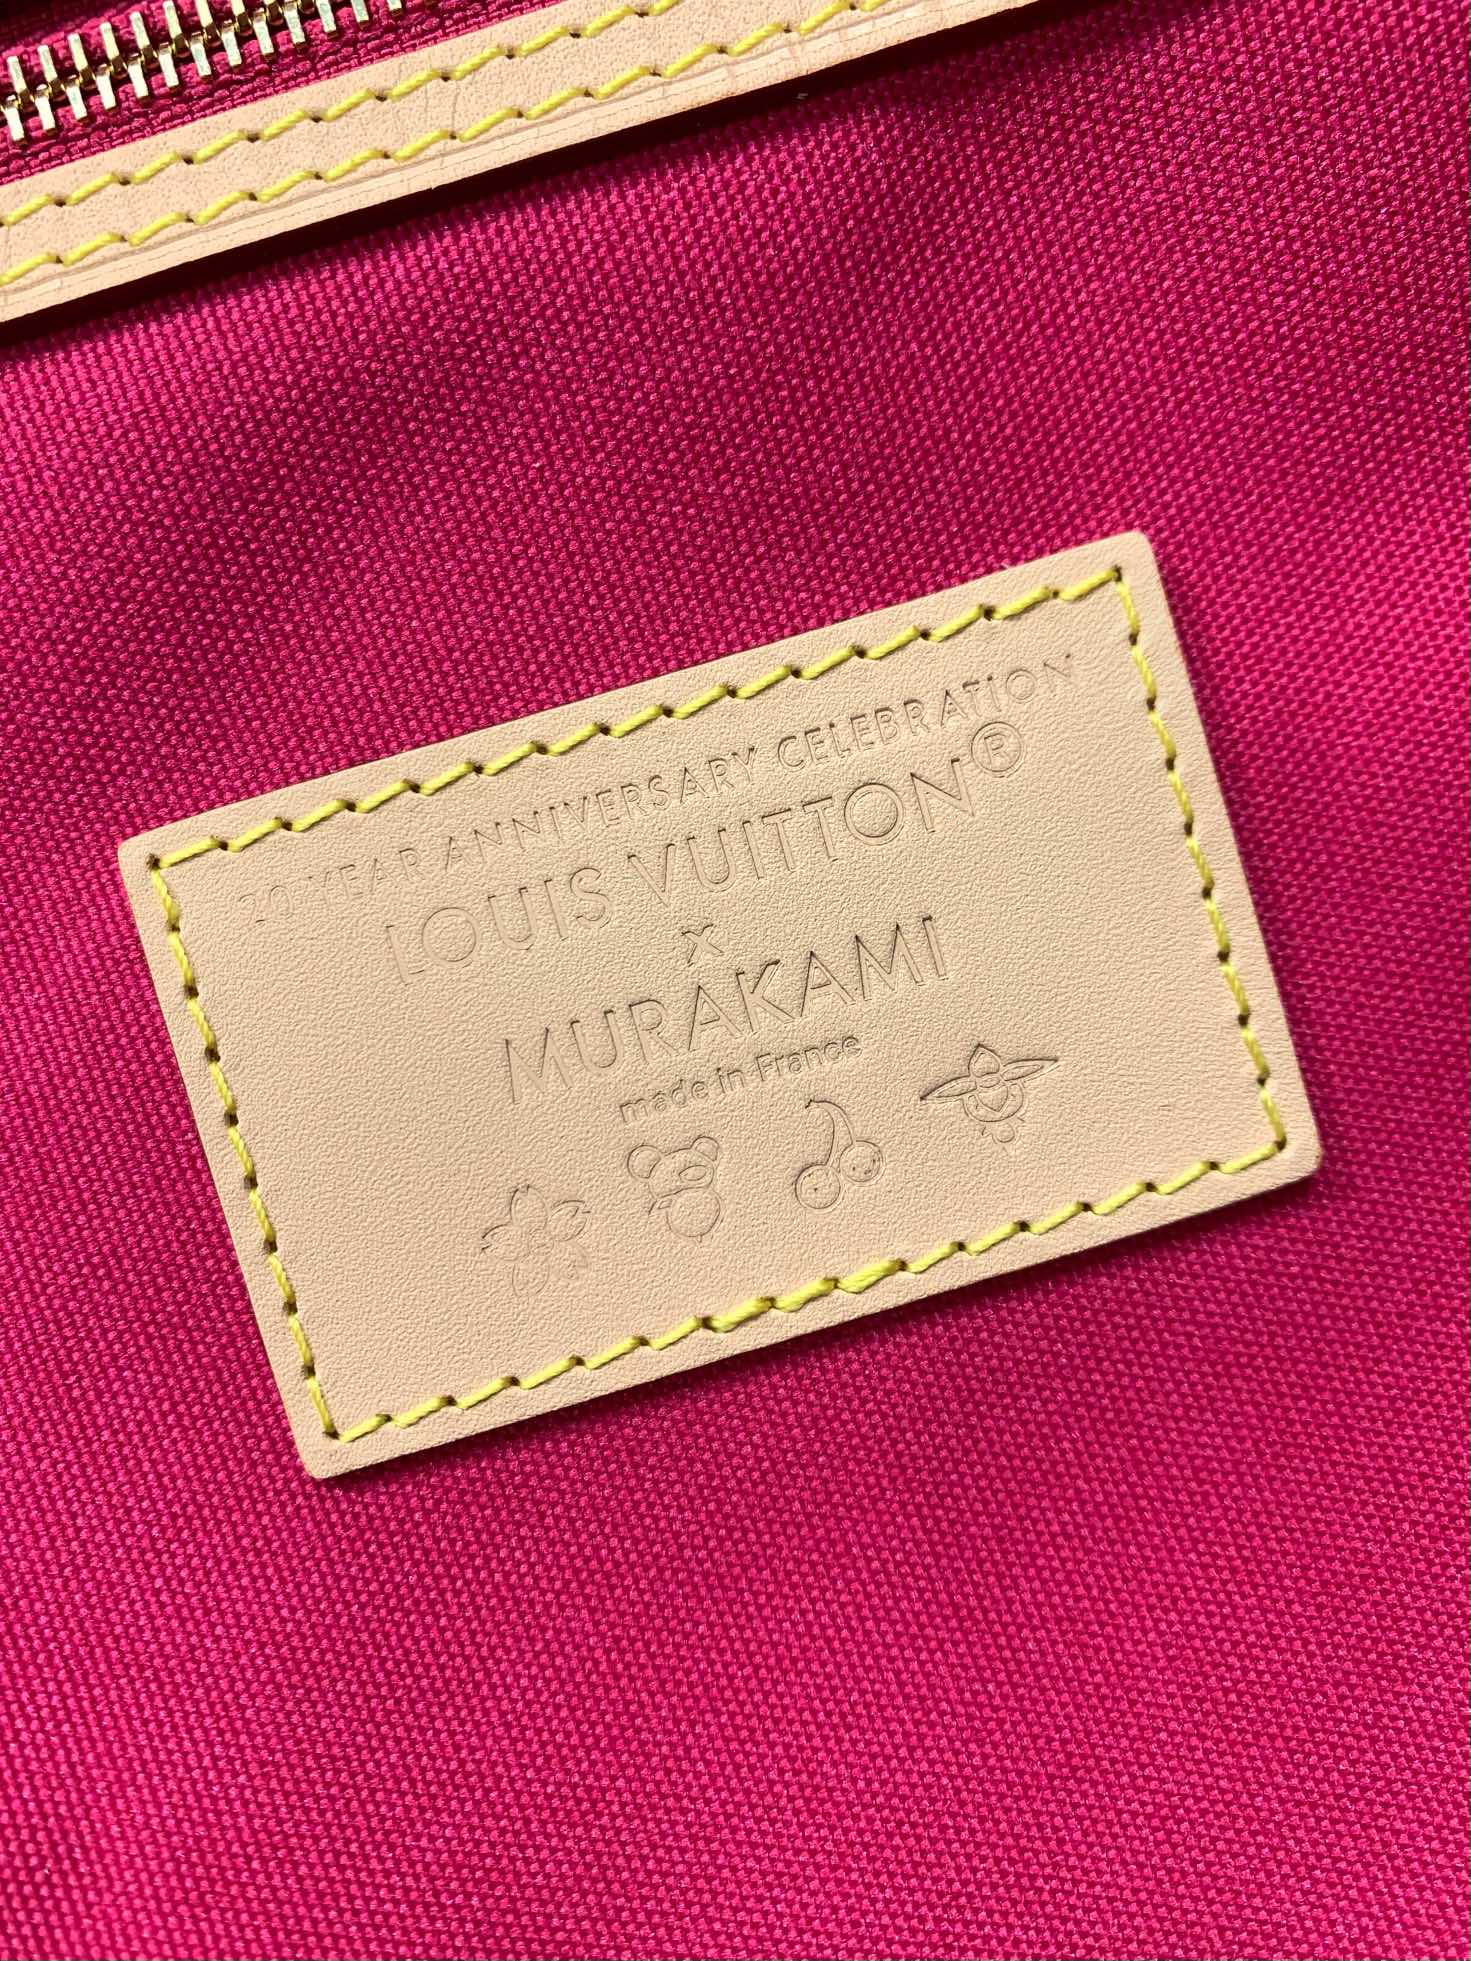 20 YEAR ANNIVERSARY CELEBRATION
LOUIS VUITTON®
x
MURAKAMI
made in France